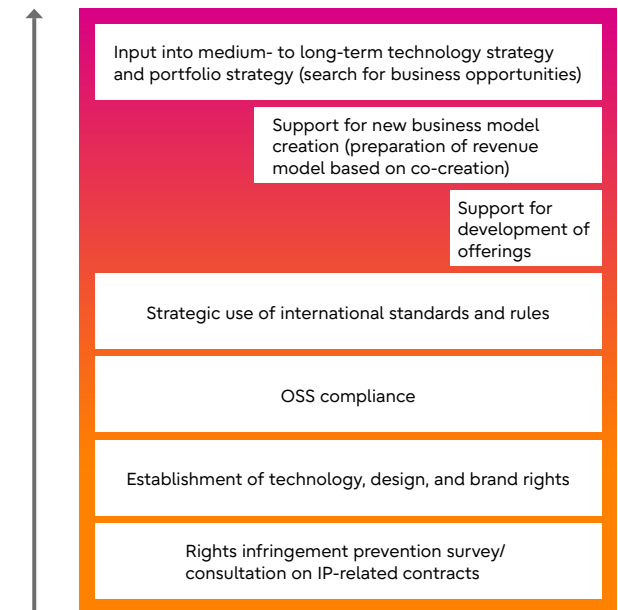 Input into medium- to long-term technology strategy
and portfolio strategy (search for business opportunities)
Support for new business model
creation (preparation of revenue
model based on co-creation)
Support for
development of
offerings
Strategic use of international standards and rules
OSS compliance
Establishment of technology, design, and brand rights
Rights infringement prevention survey/
consultation on IP-related contracts